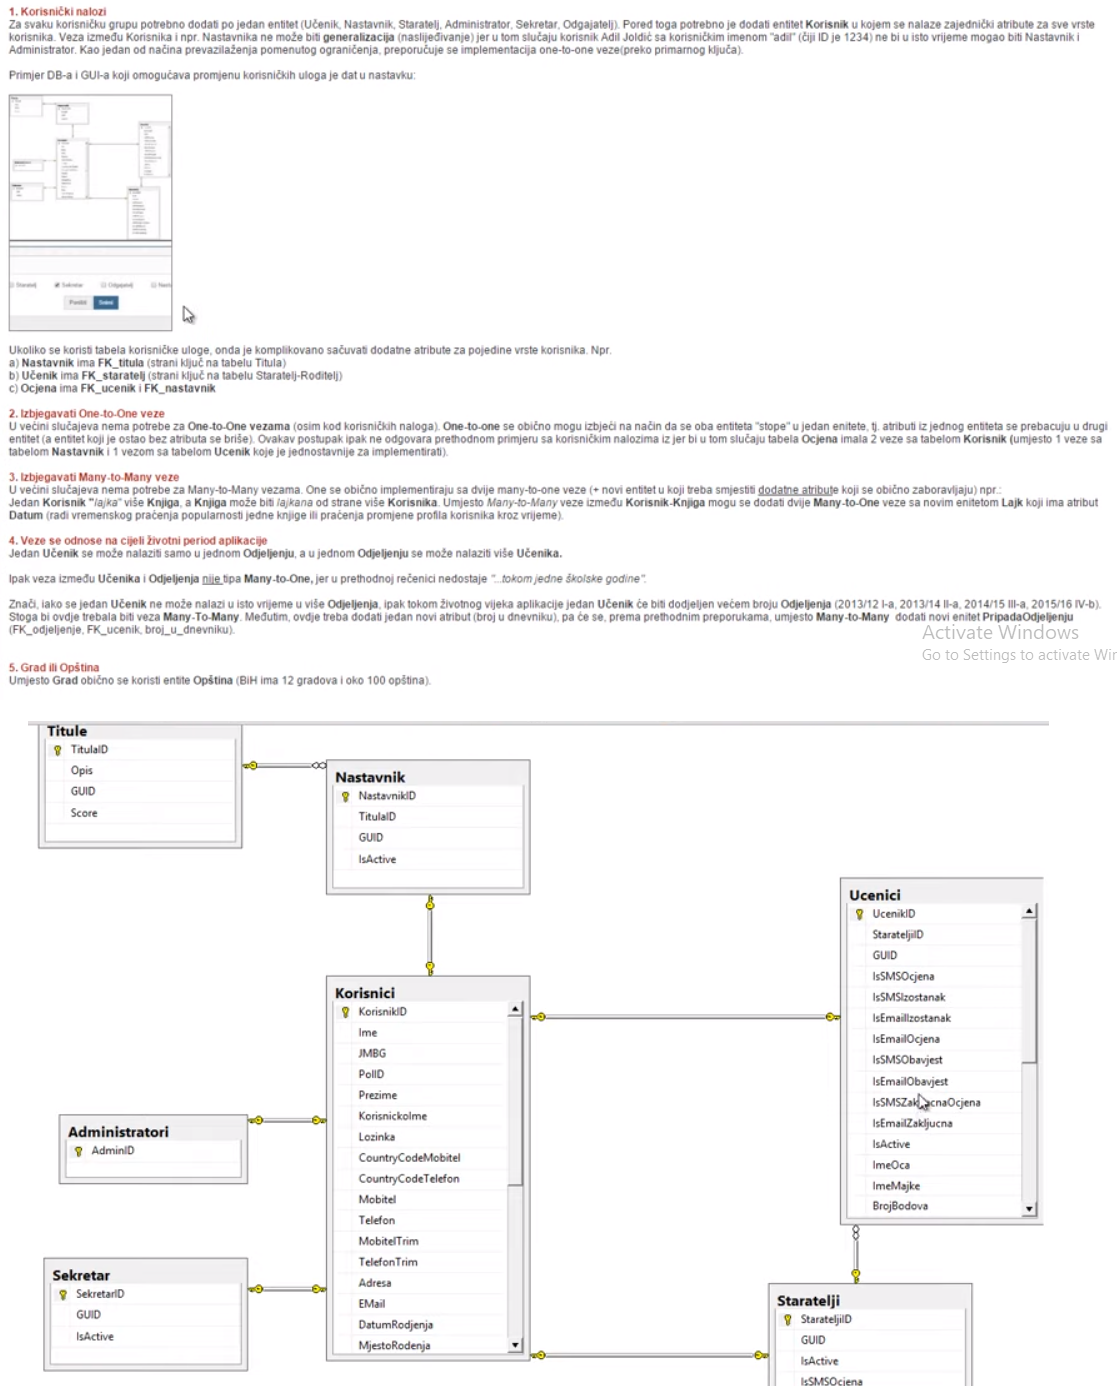 1. Korisnički nalozi
Za svaku korisničku grupu potrebno dodati po jedan entitet (Učenik, Nastavnik, Staratelj, Administrator, Sekretar, Odgajatelj). Pored toga potrebno je dodati entitet Korisnik u kojem se nalaze zajednički atribute za sve vrste
korisnika. Veza između Korisnika i npr. Nastavnika ne može biti generalizacija (naslijeđivanje) jer u tom slučaju korisnik Adil Joldić sa korisničkim imenom "adil" (čiji ID je 1234) ne bi u isto vrijeme mogao biti Nastavnik i
Administrator. Kao jedan od načina prevazilaženja pomenutog ograničenja, preporučuje se implementacija one-to-one veze(preko primarnog ključa).
Primjer DB-a i GUI-a koji omogućava promjenu korisničkih uloga je dat u nastavku:
Staratelj
Sekretar
Odgajatelj
Ukoliko se koristi tabela korisničke uloge, onda je komplikovano sačuvati dodatne atribute za pojedine vrste korisnika. Npr.
a) Nastavnik ima FK_titula (strani ključ na tabelu Titula)
b) Učenik ima FK_staratelj (strani ključ na tabelu Staratelj-Roditelj)
c) Ocjena ima FK_ucenik i FK_nastavnik
2. Izbjegavati One-to-One veze
U većini slučajeva nema potrebe za One-to-One vezama (osim kod korisničkih naloga). One-to-one se obično mogu izbjeći na način da se oba entiteta "stope" u jedan enitete, tj. atributi iz jednog entiteta se prebacuju u drugi
entitet (a entitet koji je ostao bez atributa se briše). Ovakav postupak ipak ne odgovara prethodnom primjeru sa korisničkim nalozima iz jer bi u tom slučaju tabela Ocjena imala 2 veze sa tabelom Korisnik (umjesto 1 veze sa
tabelom Nastavnik i 1 vezom sa tabelom Ucenik koje je jednostavnije za implementirati).
3. Izbjegavati Many-to-Many veze
U većini slučajeva nema potrebe za Many-to-Many vezama. One se obično implementiraju sa dvije many-to-one veze (+ novi entitet u koji treba smjestiti dodatne atribute koji se obično zaboravljaju) npr.:
Jedan Korisnik "lajka" više Knjiga, a Knjiga može biti lajkana od strane više Korisnika. Umjesto Many-to-Many veze između Korisnik-Knjiga mogu se dodati dvije Many-to-One veze sa novim enitetom Lajk koji ima atribut
Datum (radi vremenskog praćenja popularnosti jedne knjige ili praćenja promjene profila korisnika kroz vrijeme).
4. Veze se odnose na cijeli životni period aplikacije
Jedan Učenik se može nalaziti samo u jednom Odjeljenju, a u jednom Odjeljenju se može nalaziti više Učenika.
Ipak veza između Učenika i Odjeljenja nije tipa Many-to-One, jer u prethodnoj rečenici nedostaje "...tokom jedne školske godine".
Znači, iako se jedan Učenik ne može nalazi u isto vrijeme u više Odjeljenja, ipak tokom životnog vijeka aplikacije jedan Učenik će biti dodjeljen većem broju Odjeljenja (2013/12 I-a, 2013/14 II-a, 2014/15 III-a, 2015/16 IV-b).
Stoga bi ovdje trebala biti veza Many-To-Many. Međutim, ovdje treba dodati jedan novi atribut (broj u dnevniku), pa će se, prema prethodnim preporukama, umjesto Many-to-Many dodati novi enitet PripadaOdjeljenju
(FK_odjeljenje, FK_ucenik, broj_u_dnevniku).
Activate Windows
Go to Settings to activate Wir
5. Grad ili Opština
Umjesto Grad obično se koristi entite Opština (BiH ima 12 gradova i oko 100 opština).
Titule
TitulaID
Opis
GUID
Score
Nastavnik
NastavnikID
TitulaID
GUID
IsActive
Ucenici
UcenikID
StarateljiID
GUID
IsSMSOcjena
IsSMSIzostanak
IsEmailIzostanak
IsEmailOcjena
IsSMSObavjest
IsEmailObavjest
IsEmailZakljucna
IsActive
ImeOca
ImeMajke
BrojBodova
Korisnici
KorisnikID
Ime
JMBG
PolID
Prezime
KorisnickoIme
Lozinka
CountryCodeMobitel
CountryCodeTelefon
Mobitel
Telefon
MobitelTrim
TelefonTrim
Adresa
EMail
DatumRodjenja
MjestoRodenja
Administratori
AdminID
Sekretar
SekretarID
GUID
IsActive
Staratelji
StarateljiID
GUID
IsActive
IsSMSOcjena